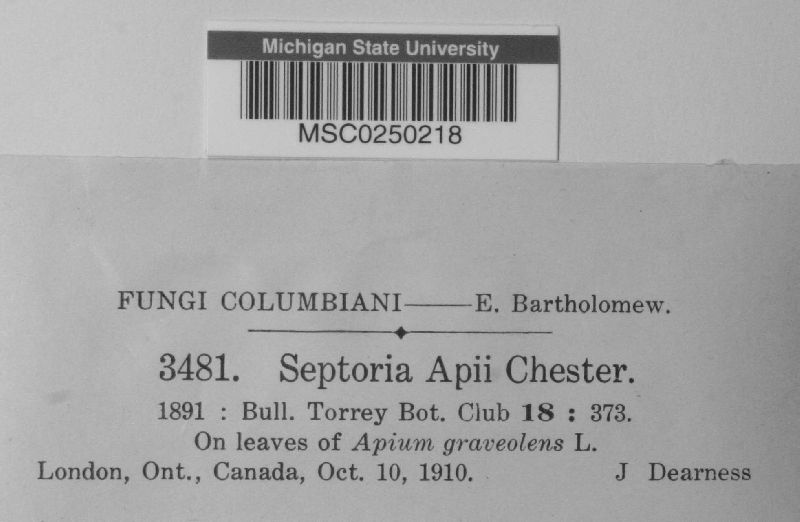 Michigan State University
MSC0250218
FUNGI COLUMBIANI——E. Bartholomew.
3481. Septoria Apii Chester.
1891 : Bull. Torrey Bot. Club 18 : 373.
On leaves of Apium graveolens L.
London, Ont., Canada, Oct. 10, 1910. J Dearness